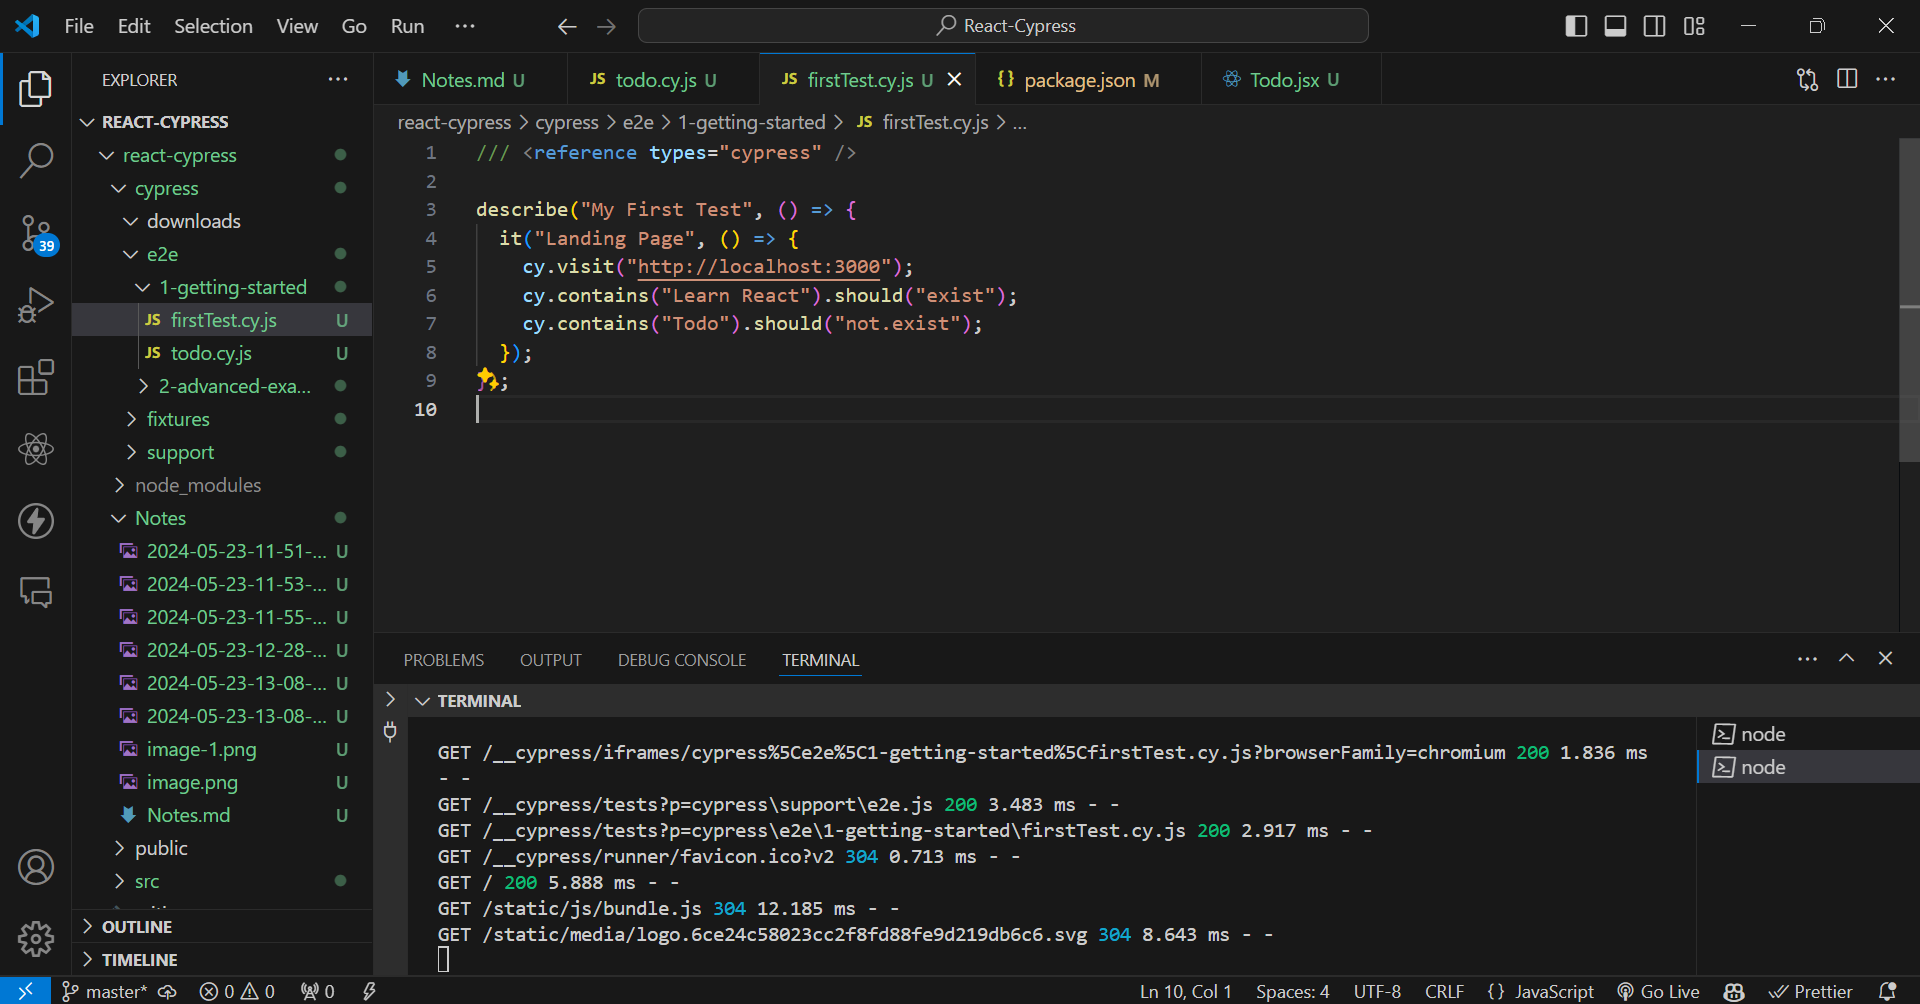 File Edit Selection View Go Run ··· React-Cypress
EXPLORER
REACT-CYPRESS
react-cypress
cypress
downloads
e2e
1-getting-started
JS firstTest.cy.js U
JS todo.cy.js U
2-advanced-exa...
fixtures
support
node_modules
Notes
2024-05-23-11-51-... U
2024-05-23-11-53-... U
2024-05-23-11-55-... U
2024-05-23-12-28-... U
2024-05-23-13-08-... U
2024-05-23-13-08-... U
image-1.png U
image.png U
Notes.md U
public
src
OUTLINE
TIMELINE
39
Notes.md U JS todo.cy.js U JS firstTest.cy.js U {} package.json M Todo.jsx U
react-cypress > cypress > e2e > 1-getting-started > JS firstTest.cy.js > ...
1 /// <reference types="cypress" />
2
3 describe("My First Test", () => {
4 it("Landing Page", () => {
5 cy.visit("http://localhost:3000");
6 cy.contains("Learn React").should("exist");
7 cy.contains("Todo").should("not.exist");
8 });
9 ;
10
PROBLEMS OUTPUT DEBUG CONSOLE TERMINAL
TERMINAL
GET /__cypress/iframes/cypress%5Ce2e%5C1-getting-started%5CfirstTest.cy.js?browserFamily=chromium 200 1.836 ms
- -
GET /__cypress/tests?p=cypress\support\e2e.js 200 3.483 ms - -
GET /__cypress/tests?p=cypress\e2e\1-getting-started\firstTest.cy.js 200 2.917 ms - -
GET /__cypress/runner/favicon.ico?v2 304 0.713 ms - -
GET / 200 5.888 ms - -
GET /static/js/bundle.js 304 12.185 ms - -
GET /static/media/logo.6ce24c58023cc2f8fd88fe9d219db6c6.svg 304 8.643 ms - -
node
node
master* 0 0 0 Ln 10, Col 1 Spaces: 4 UTF-8 CRLF {} JavaScript Go Live Prettier